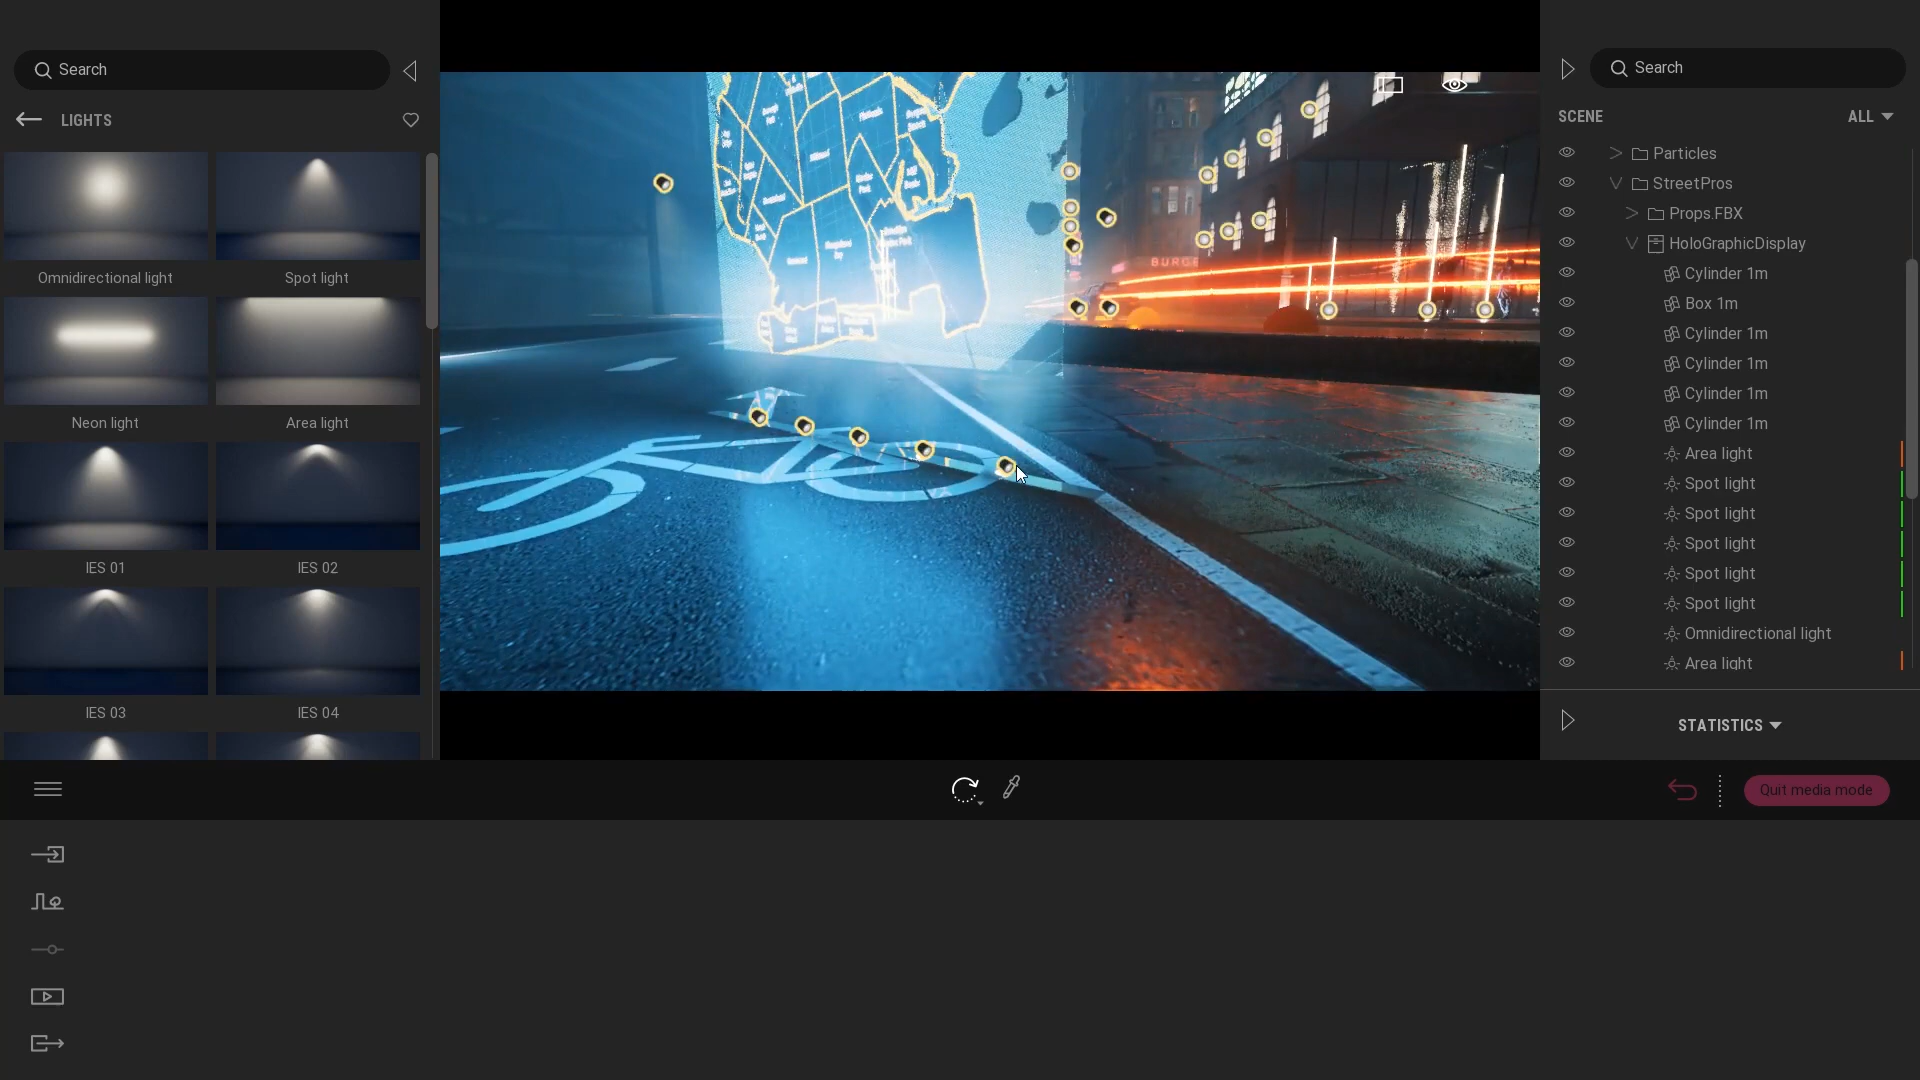 Search
LIGHTS
Omnidirectional light
Spot light
Neon light
Area light
IES 01
IES 02
IES 03
IES 04
BURGE
Search
SCENE
ALL
Particles
StreetPros
Props.FBX
HoloGraphicDisplay
Cylinder 1m
Box 1m
Cylinder 1m
Cylinder 1m
Cylinder 1m
Cylinder 1m
Area light
Spot light
Spot light
Spot light
Spot light
Spot light
Omnidirectional light
Area light
STATISTICS
Quit media mode